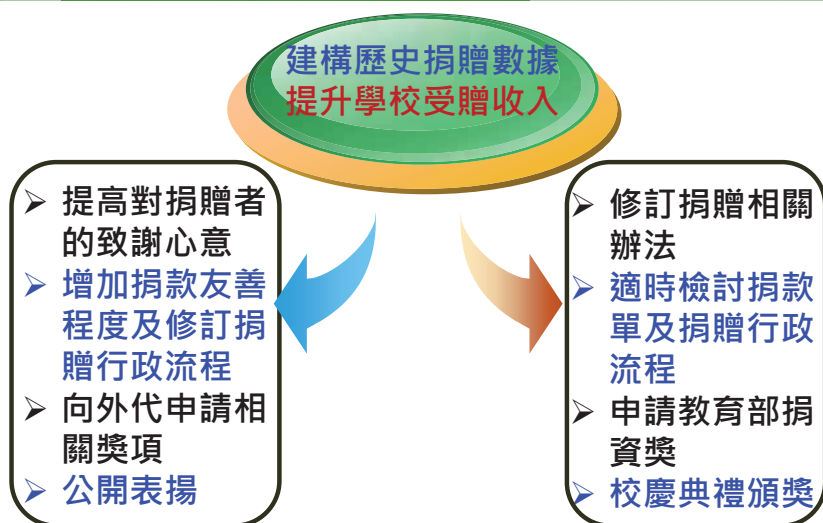 建構歷史捐贈數據
提升學校受贈收入
➢ 提高對捐贈者
的致謝心意
➢ 增加捐款友善
程度及修訂捐
贈行政流程
➢ 向外代申請相
關獎項
➢ 公開表揚
➢ 修訂捐贈相關
辦法
➢ 適時檢討捐款
單及捐贈行政
流程
➢ 申請教育部捐
資獎
➢ 校慶典禮頒獎